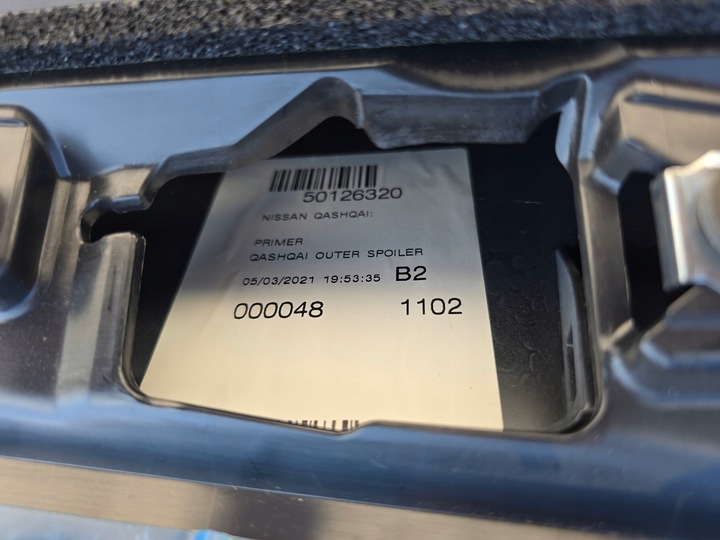 50126320
NISSAN QASHQAI:
PRIMER
QASHQAI OUTER SPOILER
05/03/2021 19:53:35 B2
000048 1102